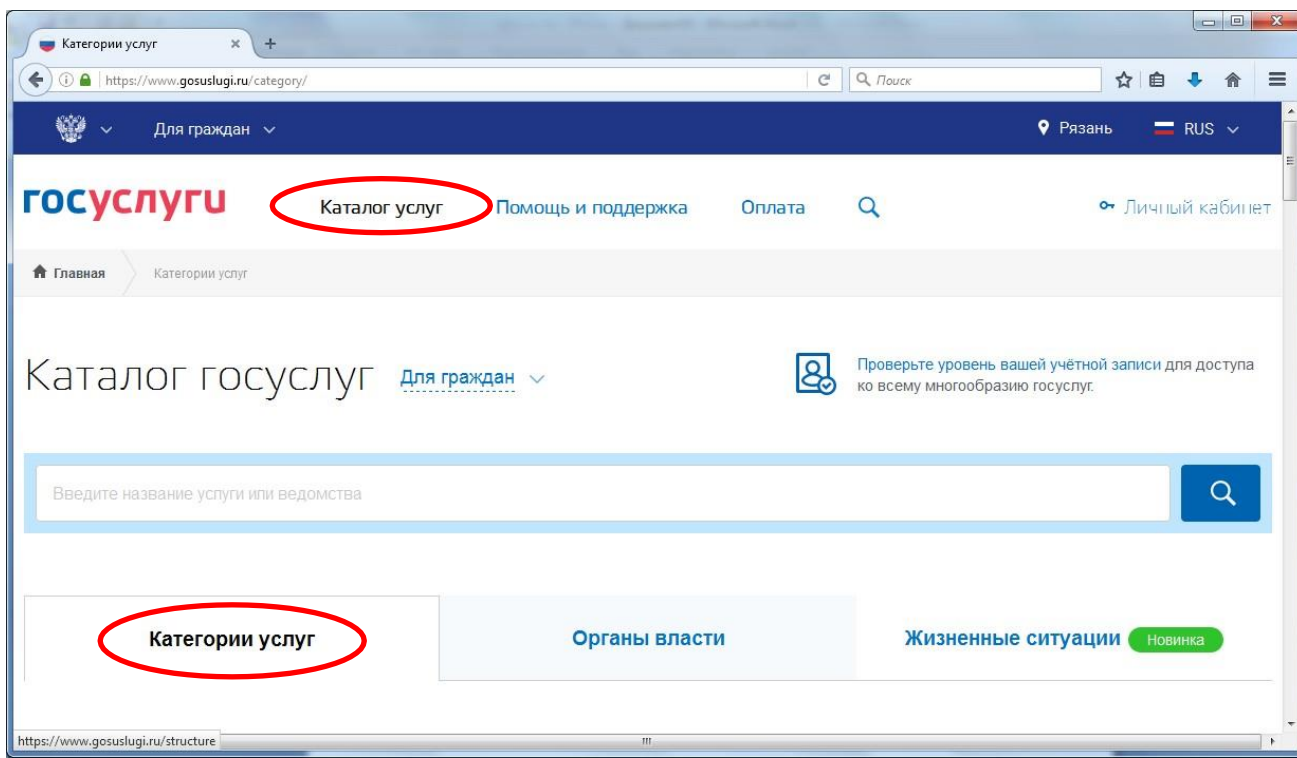 Категории услуг
https://www.gosuslugi.ru/category/
Поиск
Для граждан
Рязань
RUS
госуслуги
Каталог услуг
Помощь и поддержка
Оплата
Личный кабинет
Главная
Категории услуг
Каталог госуслуг
Для граждан
Проверьте уровень вашей учётной записи для доступа
ко всему многообразию госуслуг.
Введите название услуги или ведомства
Категории услуг
Органы власти
Жизненные ситуации
Новинка
https://www.gosuslugi.ru/structure